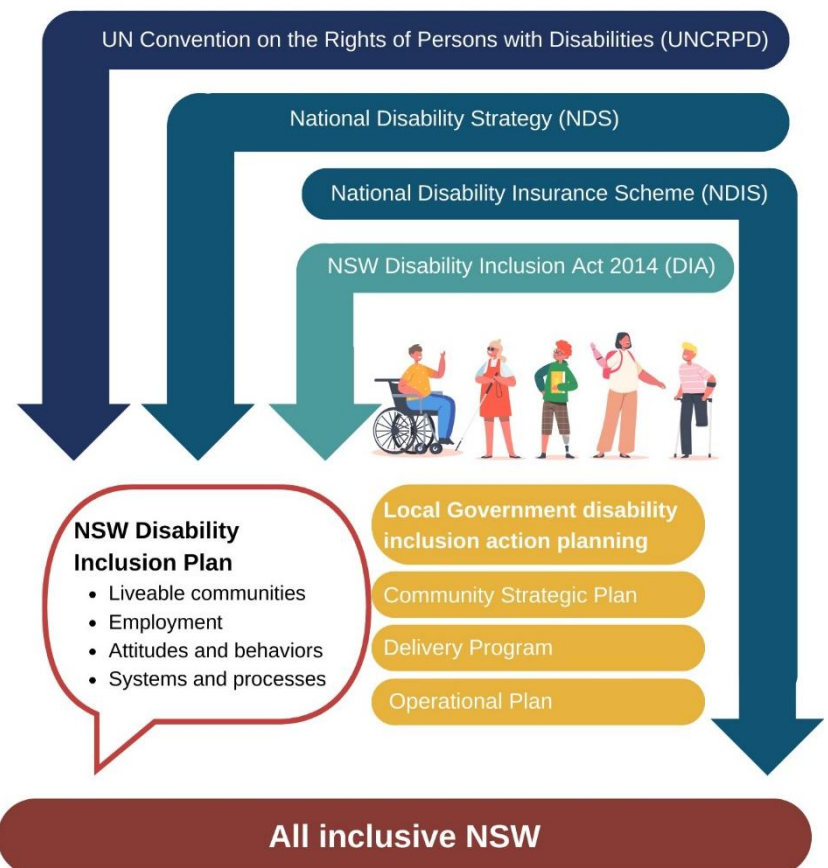 UN Convention on the Rights of Persons with Disabilities (UNCRPD)
National Disability Strategy (NDS)
National Disability Insurance Scheme (NDIS)
NSW Disability Inclusion Act 2014 (DIA)
NSW Disability
Inclusion Plan
• Liveable communities
• Employment
• Attitudes and behaviors
• Systems and processes
Local Government disability
inclusion action planning
Community Strategic Plan
Delivery Program
Operational Plan
All inclusive NSW